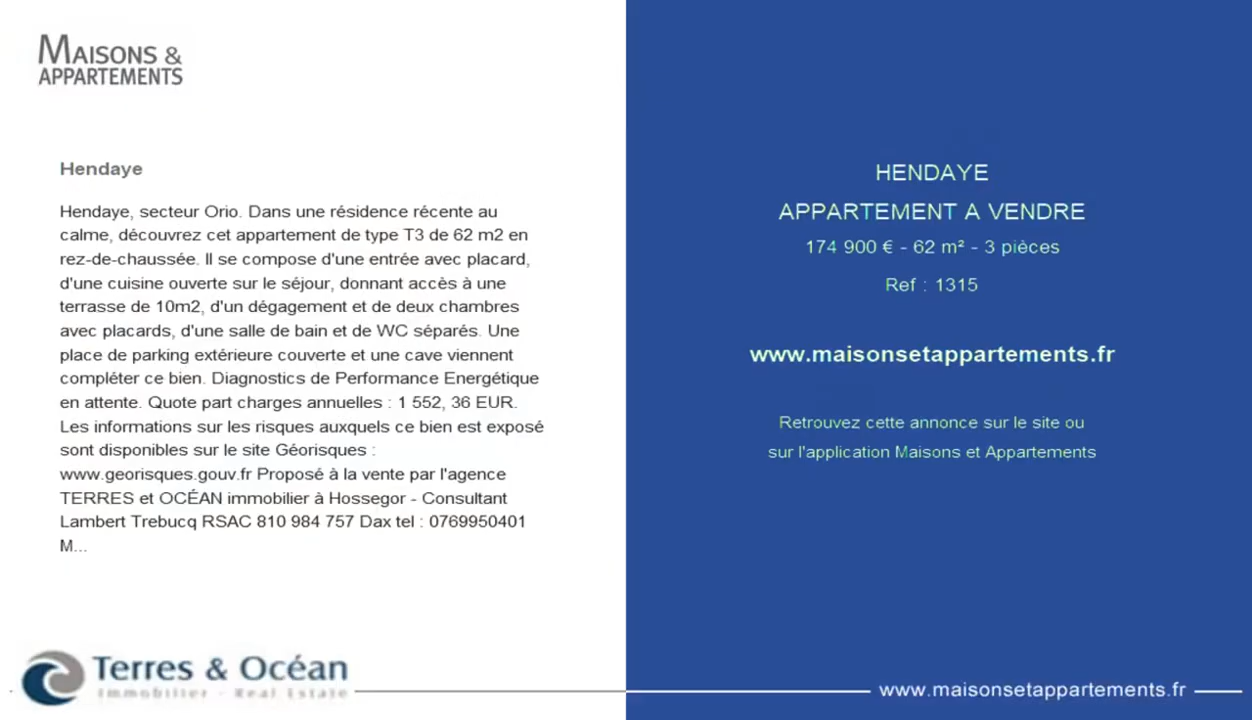 MAISONS &
APPARTEMENTS
Hendaye
Hendaye, secteur Orio. Dans une résidence récente au
calme, découvrez cet appartement de type T3 de 62 m2 en
rez-de-chaussée. Il se compose d'une entrée avec placard,
d'une cuisine ouverte sur le séjour, donnant accès à une
terrasse de 10m2, d'un dégagement et de deux chambres
avec placards, d'une salle de bain et de WC séparés. Une
place de parking extérieure couverte et une cave viennent
compléter ce bien. Diagnostics de Performance Energétique
en attente. Quote part charges annuelles : 1 552, 36 EUR.
Les informations sur les risques auxquels ce bien est exposé
sont disponibles sur le site Géorisques :
www.georisques.gouv.fr Proposé à la vente par l'agence
TERRES et OCÉAN immobilier à Hossegor - Consultant
Lambert Trebucq RSAC 810 984 757 Dax tel : 0769950401
M...
Terres & Océan
Immobilier - Real Estate
HENDAYE
APPARTEMENT A VENDRE
174 900 € - 62 m² - 3 pièces
Ref : 1315
www.maisonsetappartements.fr
Retrouvez cette annonce sur le site ou
sur l'application Maisons et Appartements
www.maisonsetappartements.fr